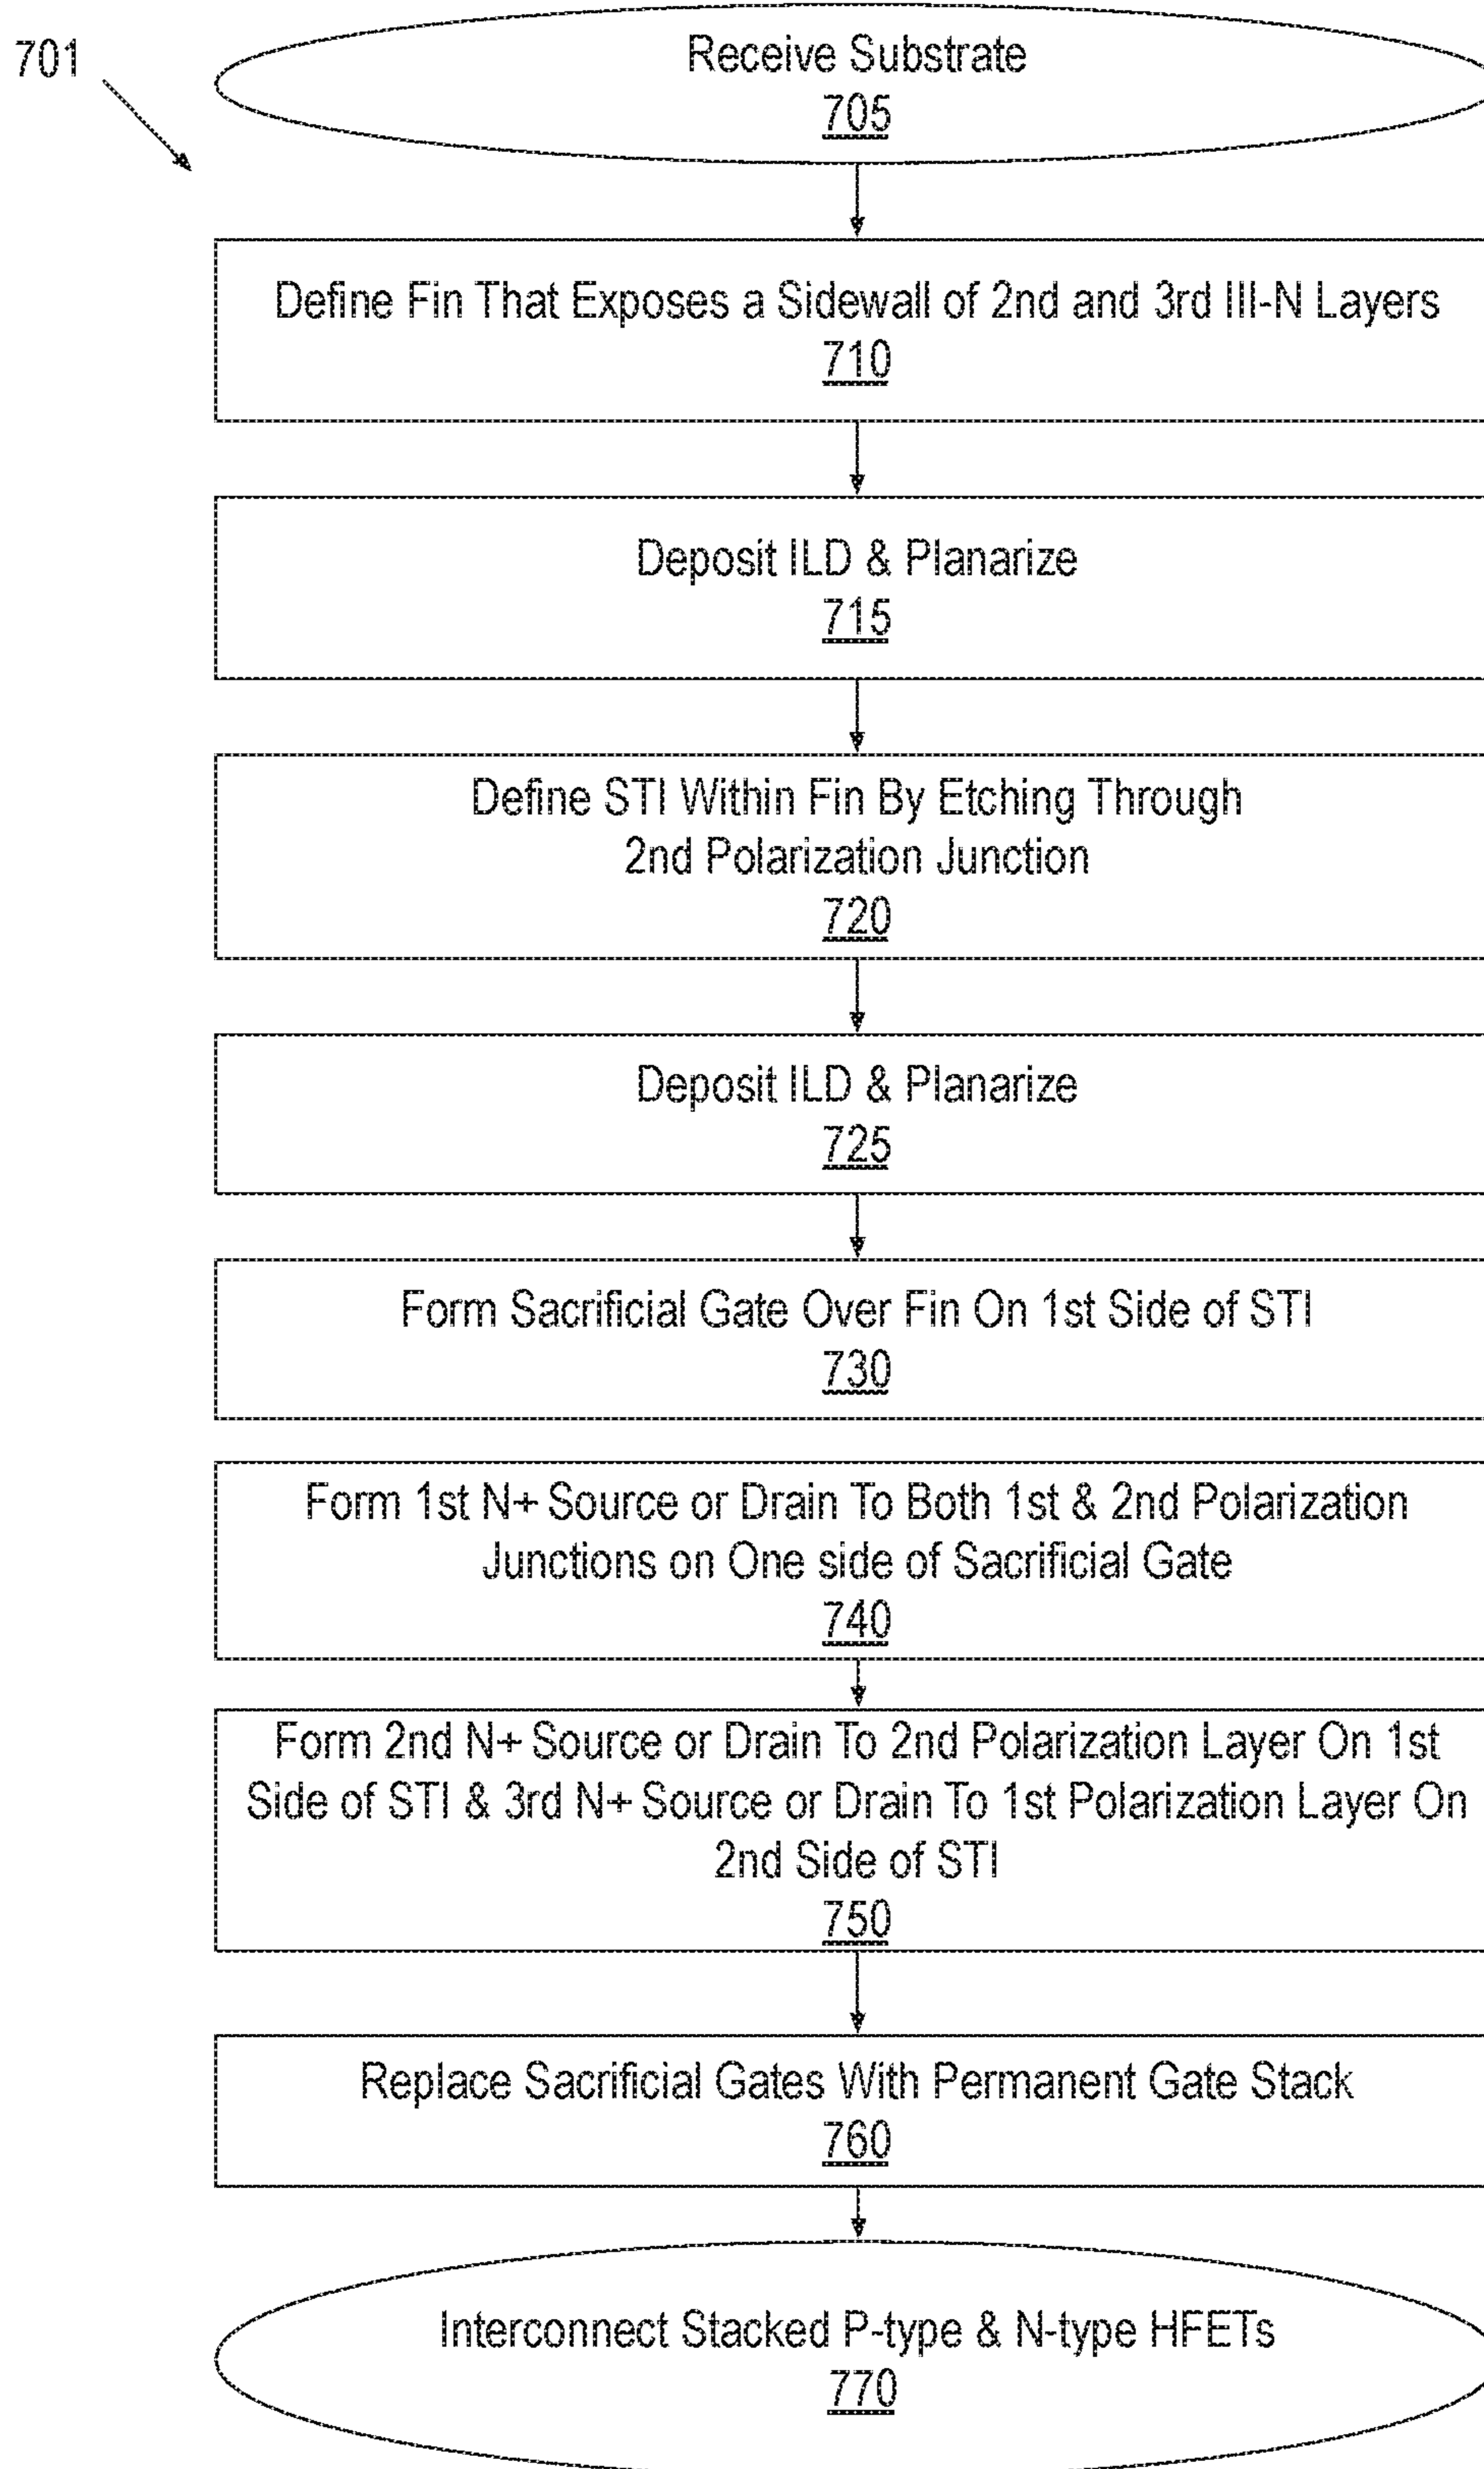 701
Receive Substrate
705
Define Fin That Exposes a Sidewall of 2nd and 3rd III-N Layers
710
Deposit ILD & Planarize
715
Define STI Within Fin By Etching Through
2nd Polarization Junction
720
Deposit ILD & Planarize
725
Form Sacrificial Gate Over Fin On 1st Side of STI
730
Form 1st N+ Source or Drain To Both 1st & 2nd Polarization
Junctions on One side of Sacrificial Gate
740
Form 2nd N+ Source or Drain To 2nd Polarization Layer On 1st
Side of STI & 3rd N+ Source or Drain To 1st Polarization Layer On
2nd Side of STI
750
Replace Sacrificial Gates With Permanent Gate Stack
760
Interconnect Stacked P-type & N-type HFETs
770